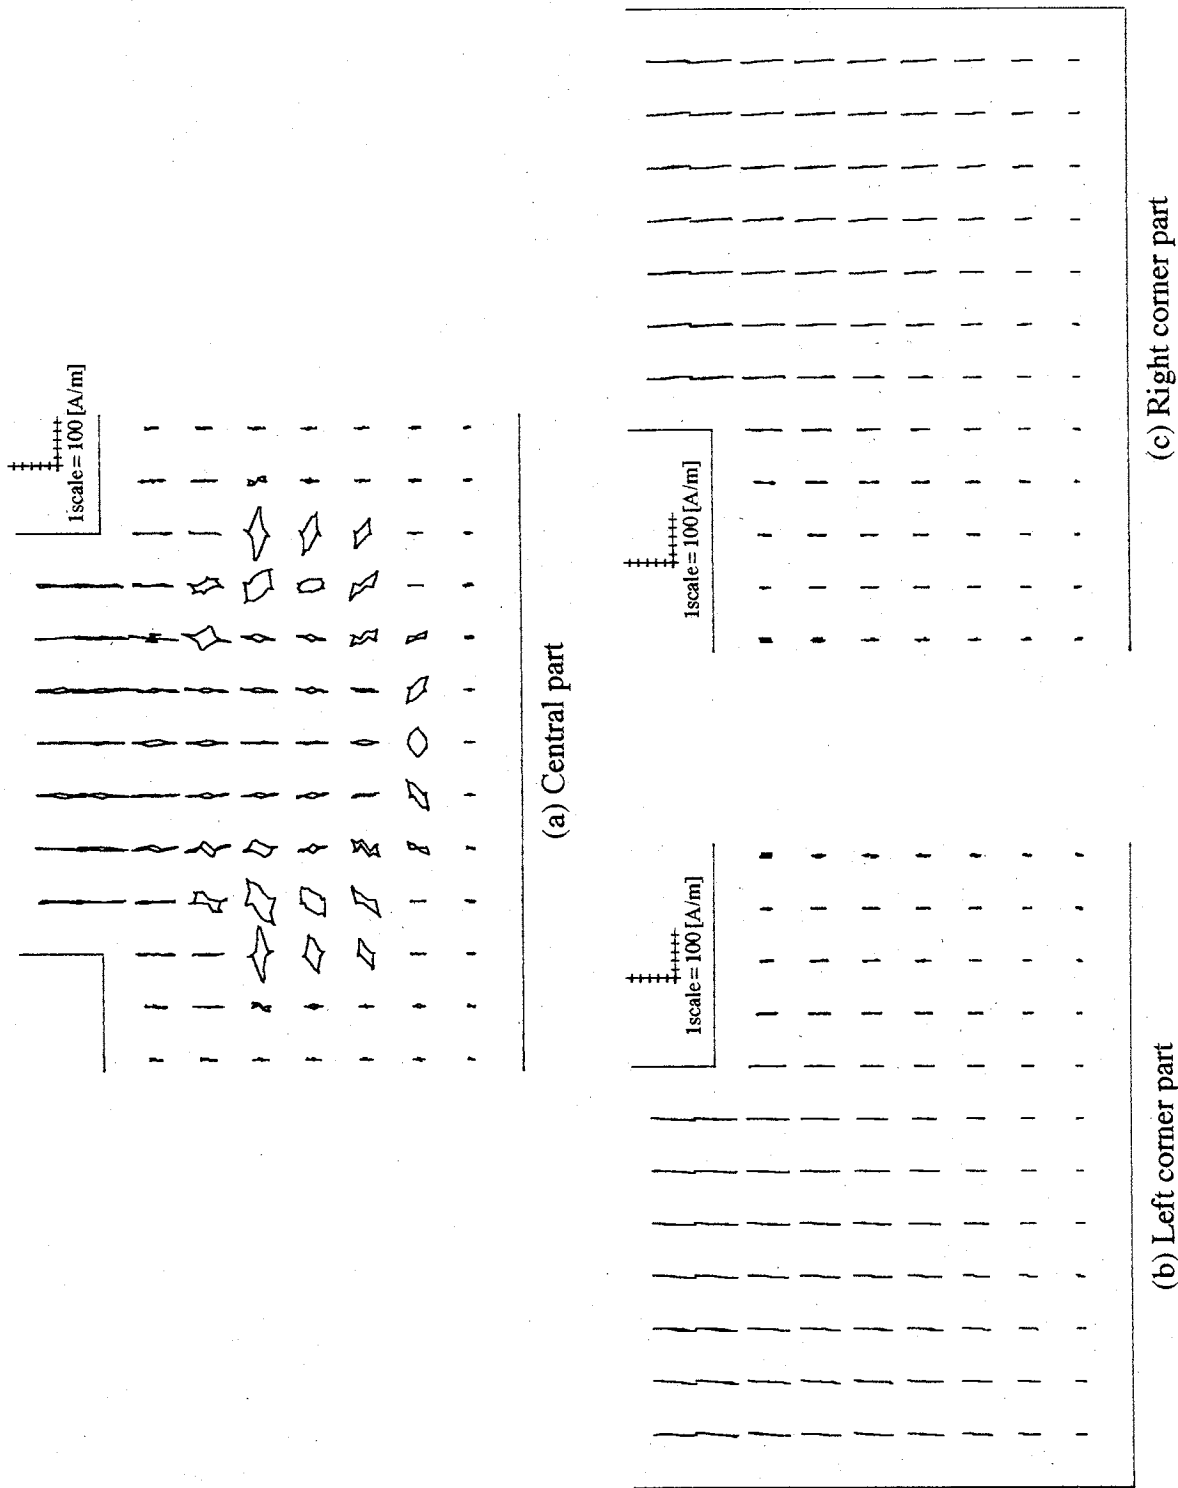 1scale=100 [A/m]
(a) Central part
1scale=100 [A/m]
(b) Left corner part
1scale=100 [A/m]
(c) Right corner part